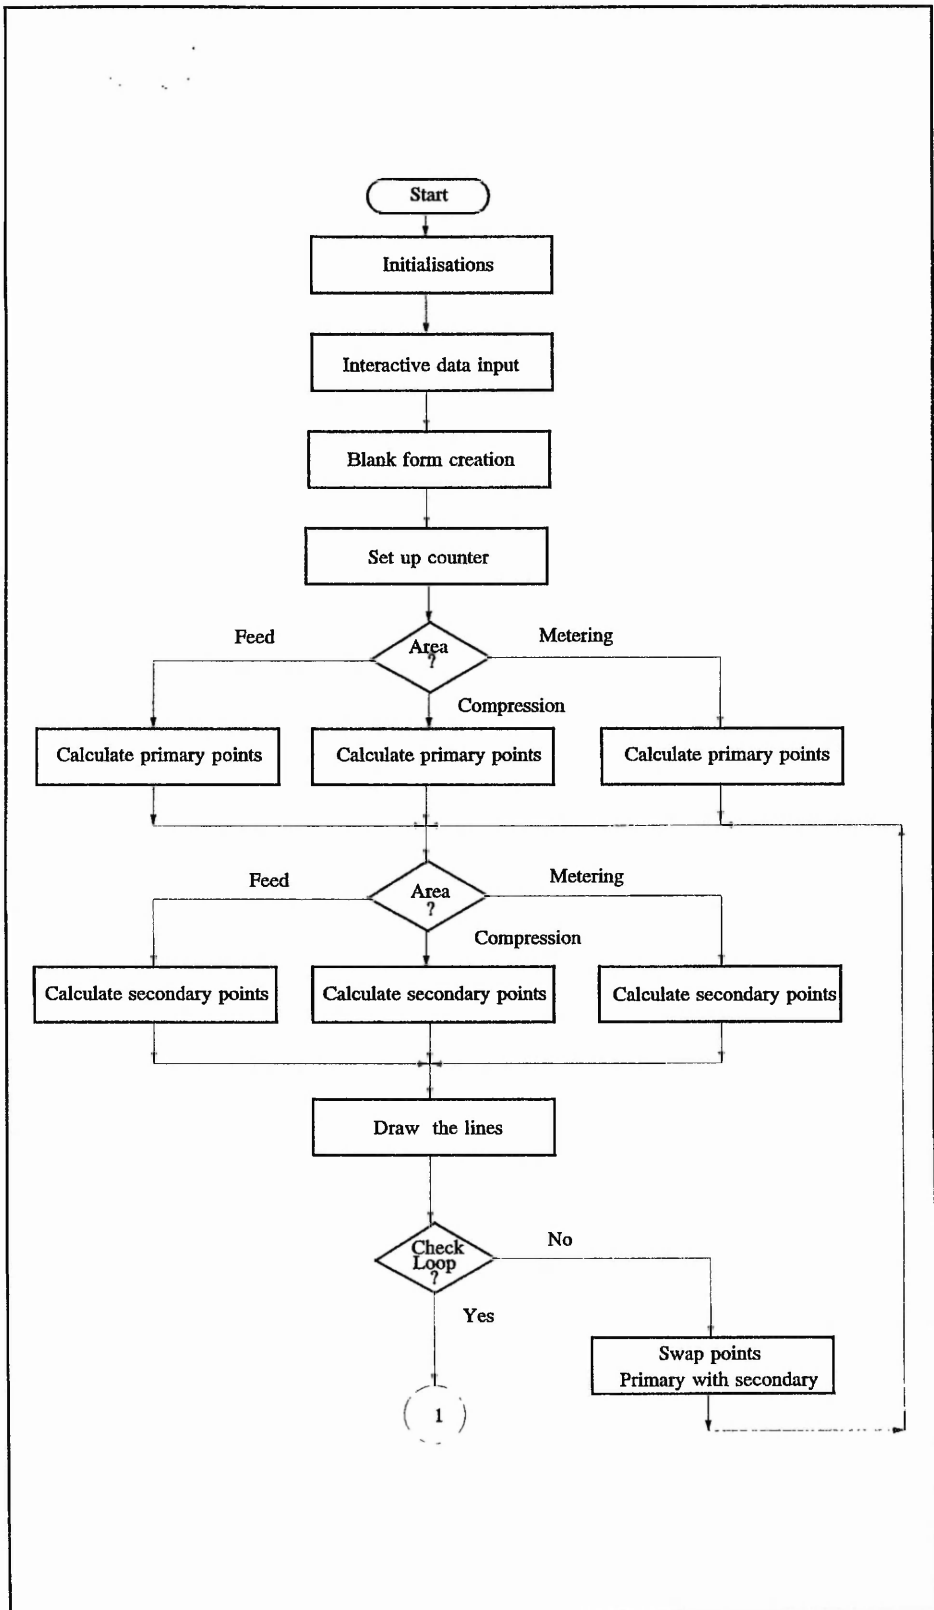 Start
Initialisations
Interactive data input
Blank form creation
Set up counter
Area
?
Feed
Metering
Compression
Calculate primary points
Calculate primary points
Calculate primary points
Area
?
Feed
Metering
Compression
Calculate secondary points
Calculate secondary points
Calculate secondary points
Draw the lines
Check
Loop
?
No
Yes
Swap points
Primary with secondary
1